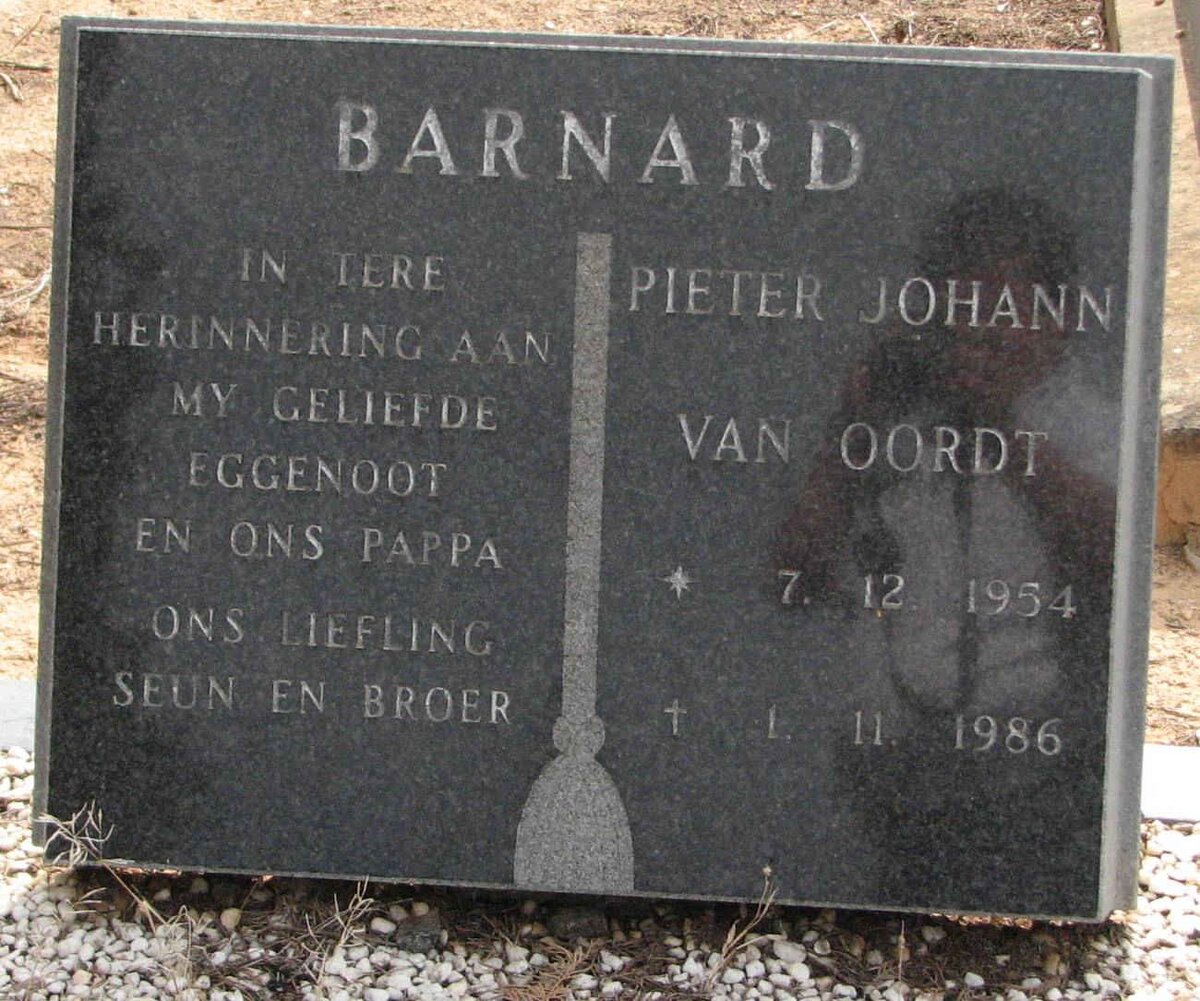 BARNARD
IN TERE
HERINNERING AAN
MY GELIEFDE
EGGENOOT
EN ONS PAPPA
ONS LIEFLING
SEUN EN BROER
PIETER JOHANN
VAN OORDT
* 7. 12. 1954
† 1. 11. 1986